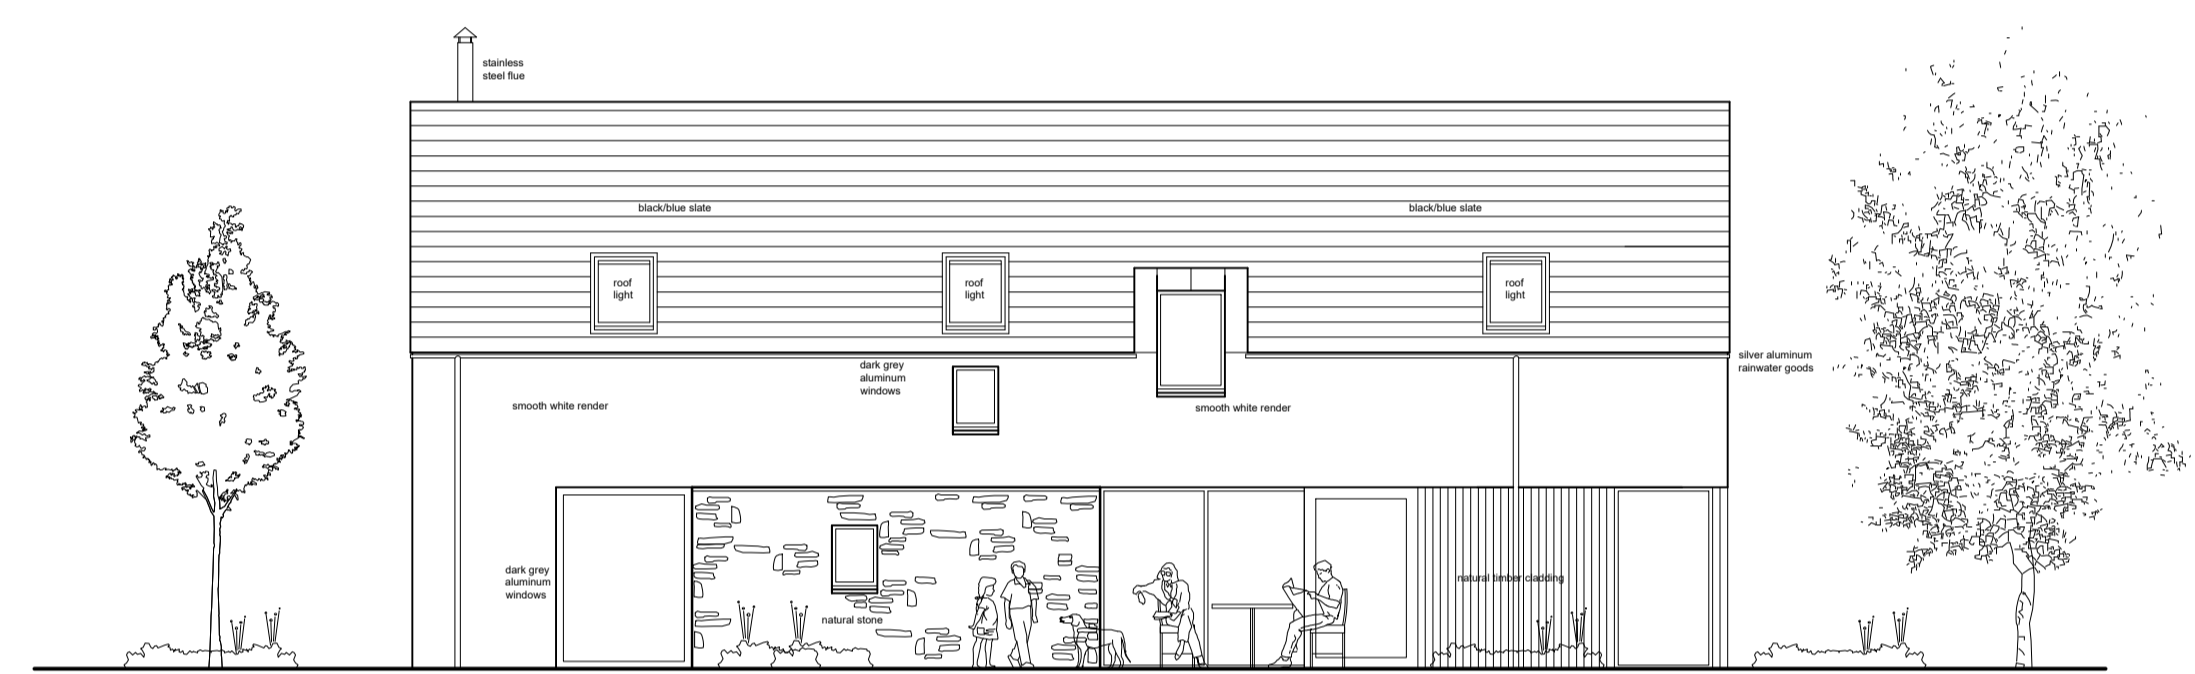 stainless
steel flue
black/blue slate
black/blue slate
roof
light
roof
light
roof
light
dark grey
aluminum
windows
silver aluminum
rainwater goods
smooth white render
smooth white render
dark grey
aluminum
windows
natural timber cladding
natural stone